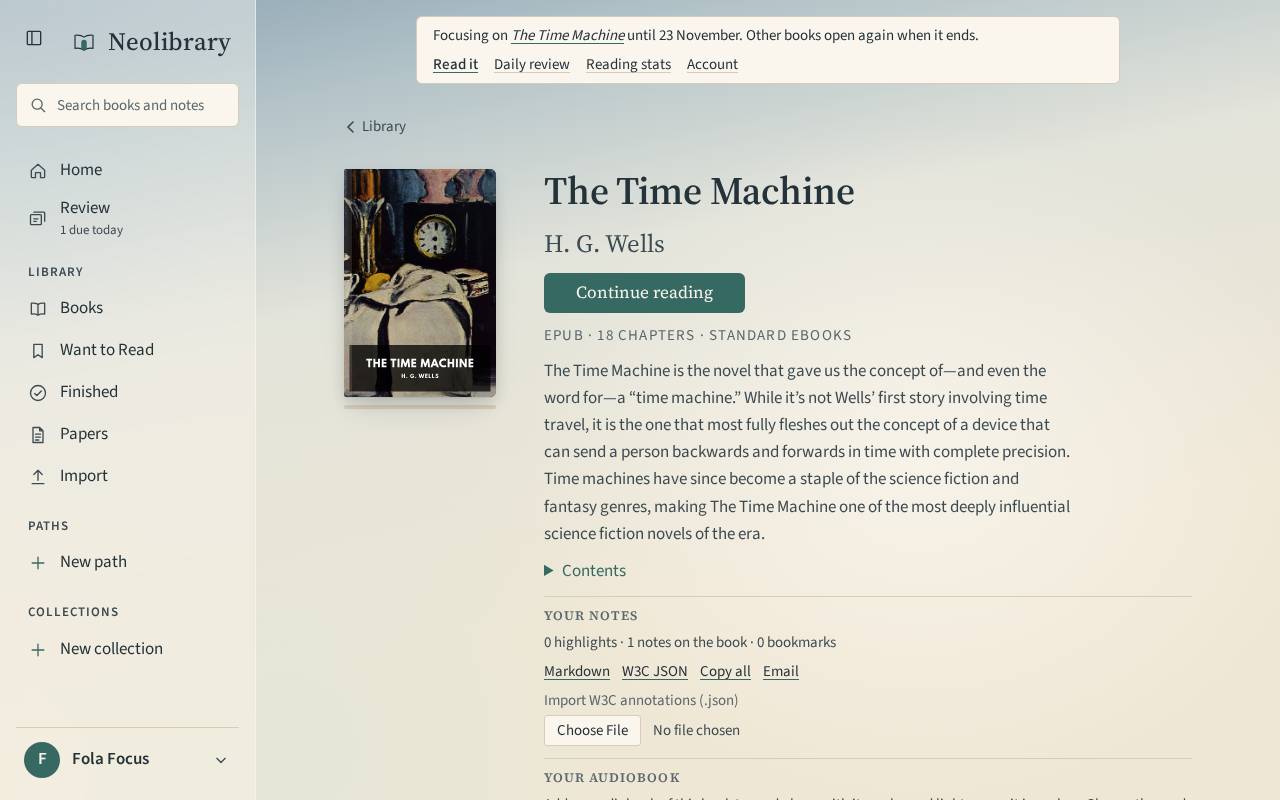 Neolibrary
Search books and notes
Home
Review
1 due today
LIBRARY
Books
Want to Read
Finished
Papers
Import
PATHS
New path
COLLECTIONS
New collection
F
Fola Focus
Focusing on The Time Machine until 23 November. Other books open again when it ends.
Read it Daily review Reading stats Account
Library
THE TIME MACHINE
H. G. WELLS
The Time Machine
H. G. Wells
Continue reading
EPUB · 18 CHAPTERS · STANDARD EBOOKS
The Time Machine is the novel that gave us the concept of—and even the
word for—a “time machine.” While it’s not Wells’ first story involving time
travel, it is the one that most fully fleshes out the concept of a device that
can send a person backwards and forwards in time with complete precision.
Time machines have since become a staple of the science fiction and
fantasy genres, making The Time Machine one of the most deeply influential
science fiction novels of the era.
Contents
YOUR NOTES
0 highlights · 1 notes on the book · 0 bookmarks
Markdown W3C JSON Copy all Email
Import W3C annotations (.json)
Choose File No file chosen
YOUR AUDIOBOOK